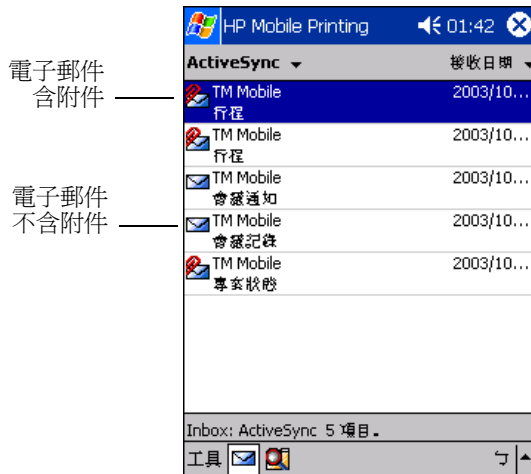 HP Mobile Printing 01:42
ActiveSync 接收日期
電子郵件
含附件
TM Mobile 2003/10...
行程
TM Mobile 2003/10...
行程
電子郵件
不含附件
TM Mobile 2003/10...
會議通知
TM Mobile 2003/10...
會議記錄
TM Mobile 2003/10...
專案狀態
Inbox: ActiveSync 5 項目.
工具 ㄅ